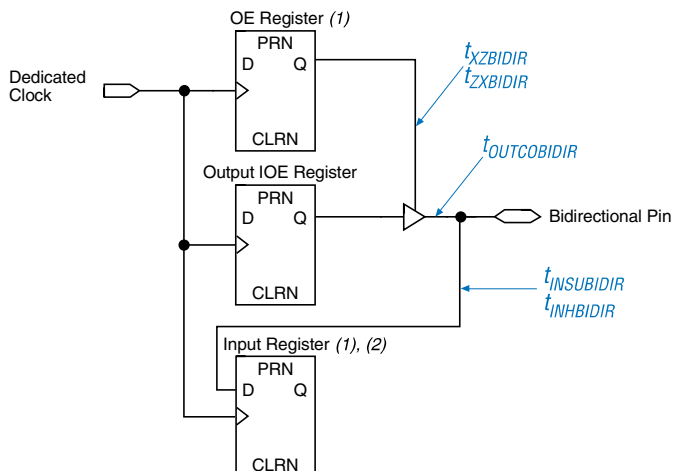 OE Register (1)
PRN
D Q
CLRN
Dedicated
Clock
tXZBIDIR
tZXBIDIR
tOUTCOBIDIR
Output IOE Register
PRN
D Q
CLRN
Bidirectional Pin
tINSUBIDIR
tINHBIDIR
Input Register (1), (2)
PRN
D Q
CLRN